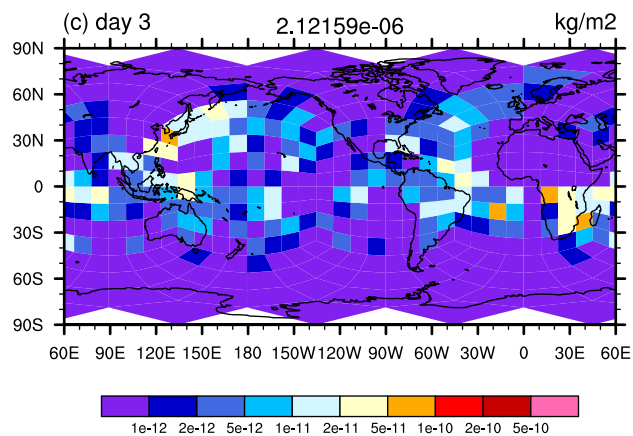 (c) day 3 2.12159e-06 kg/m2
90N
60N
30N
0
30S
60S
90S
60E 90E 120E 150E 180 150W 120W 90W 60W 30W 0 30E 60E
1e-12 2e-12 5e-12 1e-11 2e-11 5e-11 1e-10 2e-10 5e-10